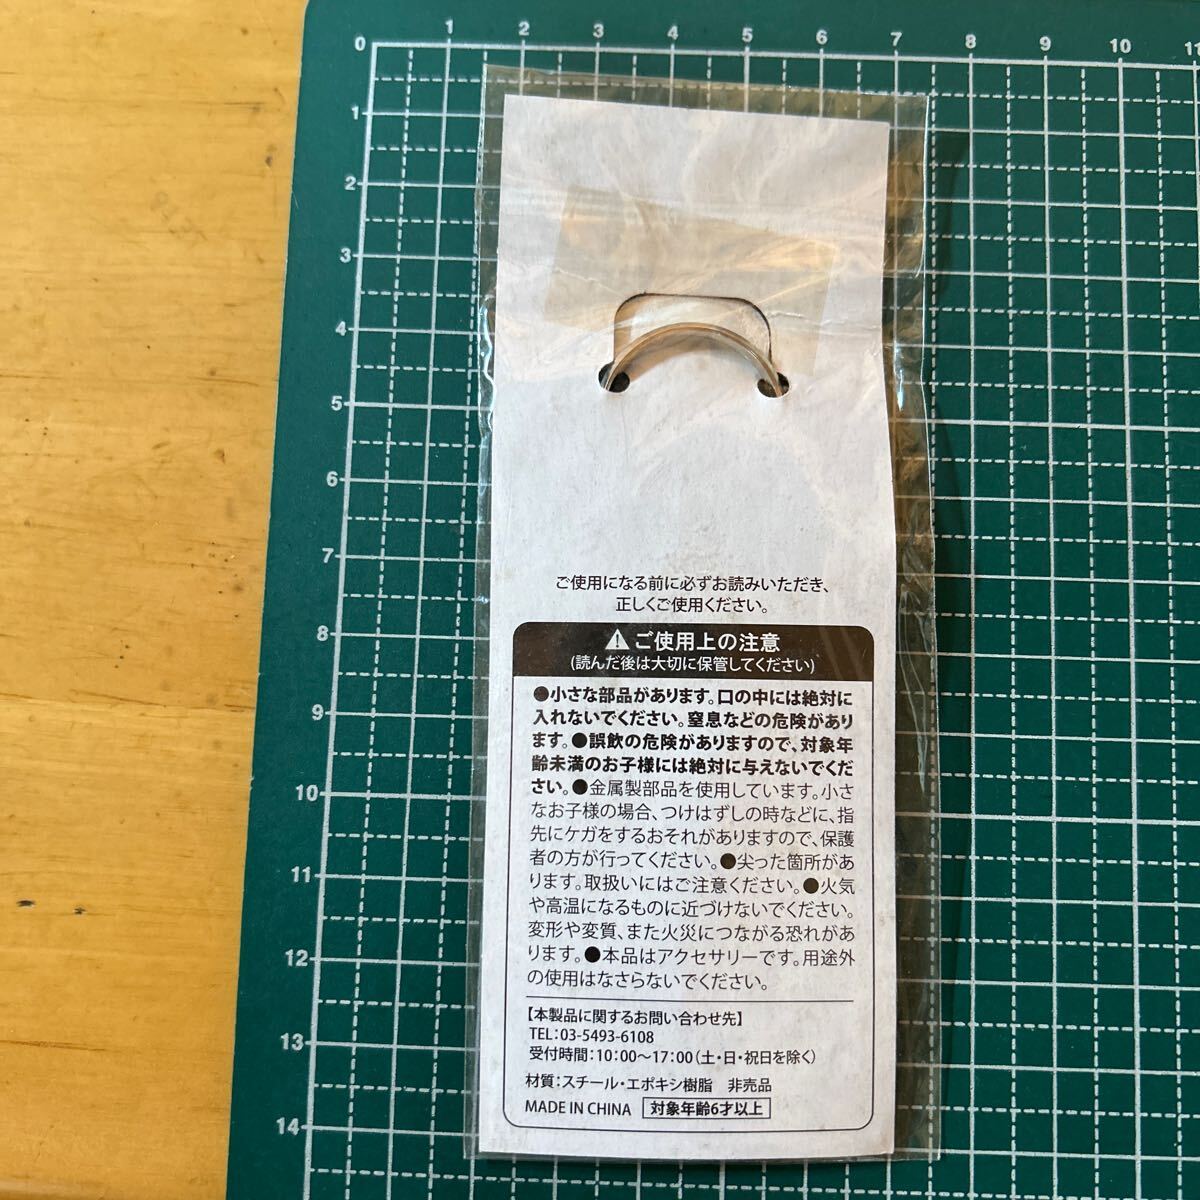 0 1 2 3 4 5 6 7 8 9 10 11
1
2
3
4
5
6
7
8
9
10
11
12
13
14
ご使用になる前に必ずお読みいただき、
正しくご使用ください。
ご使用上の注意
(読んだ後は大切に保管してください)
●小さな部品があります。口の中には絶対に
入れないでください。窒息などの危険があり
ます。●誤飲の危険がありますので、対象年
齢未満のお子様には絶対に与えないでくだ
さい。●金属製部品を使用しています。小さ
なお子様の場合、つけはずしの時などに、指
先にケガをするおそれがありますので、保護
者の方が行ってください。●尖った箇所があ
ります。取扱いにはご注意ください。●火気
や高温になるものに近づけないでください。
変形や変質、また火災につながる恐れがあ
ります。●本品はアクセサリーです。用途外
の使用はなさらないでください。
【本製品に関するお問い合わせ先】
TEL:03-5493-6108
受付時間:10:00〜17:00(土・日・祝日を除く)
材質:スチール・エポキシ樹脂 非売品
MADE IN CHINA 対象年齢6才以上